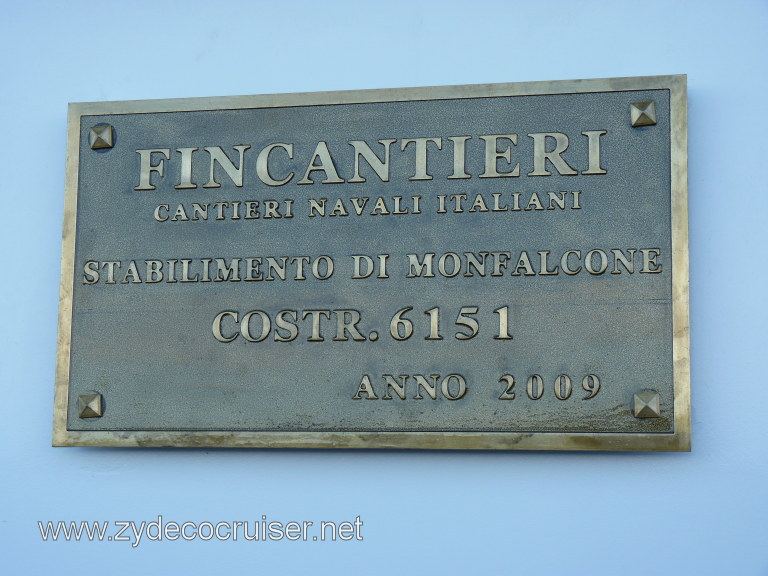 FINCANTIERI
CANTIERI NAVALI ITALIANI
STABILIMENTO DI MONFALCONE
COSTR. 6151
ANNO 2009
www.zydecocruiser.net